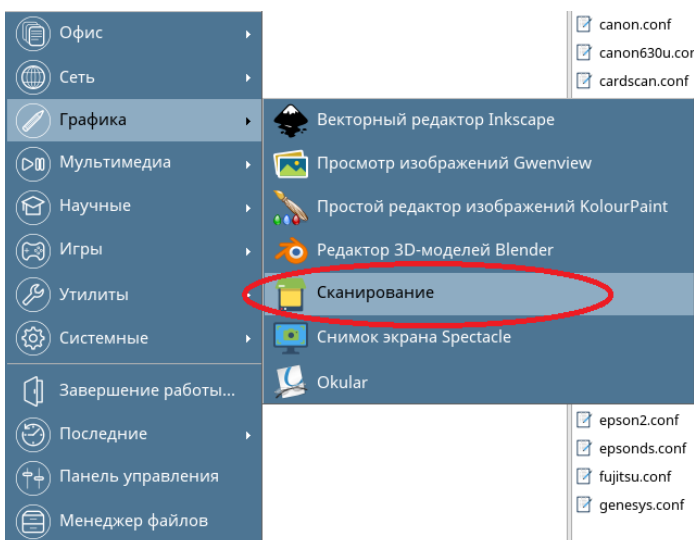 Офис
Сеть
Графика
Мультимедиа
Научные
Игры
Утилиты
Системные
Завершение работы...
Последние
Панель управления
Менеджер файлов
Векторный редактор Inkscape
Просмотр изображений Gwenview
Простой редактор изображений KolourPaint
Редактор 3D-моделей Blender
Сканирование
Снимок экрана Spectacle
Okular
canon.conf
canon630u.con
cardscan.conf
epson2.conf
epsonds.conf
fujitsu.conf
genesys.conf